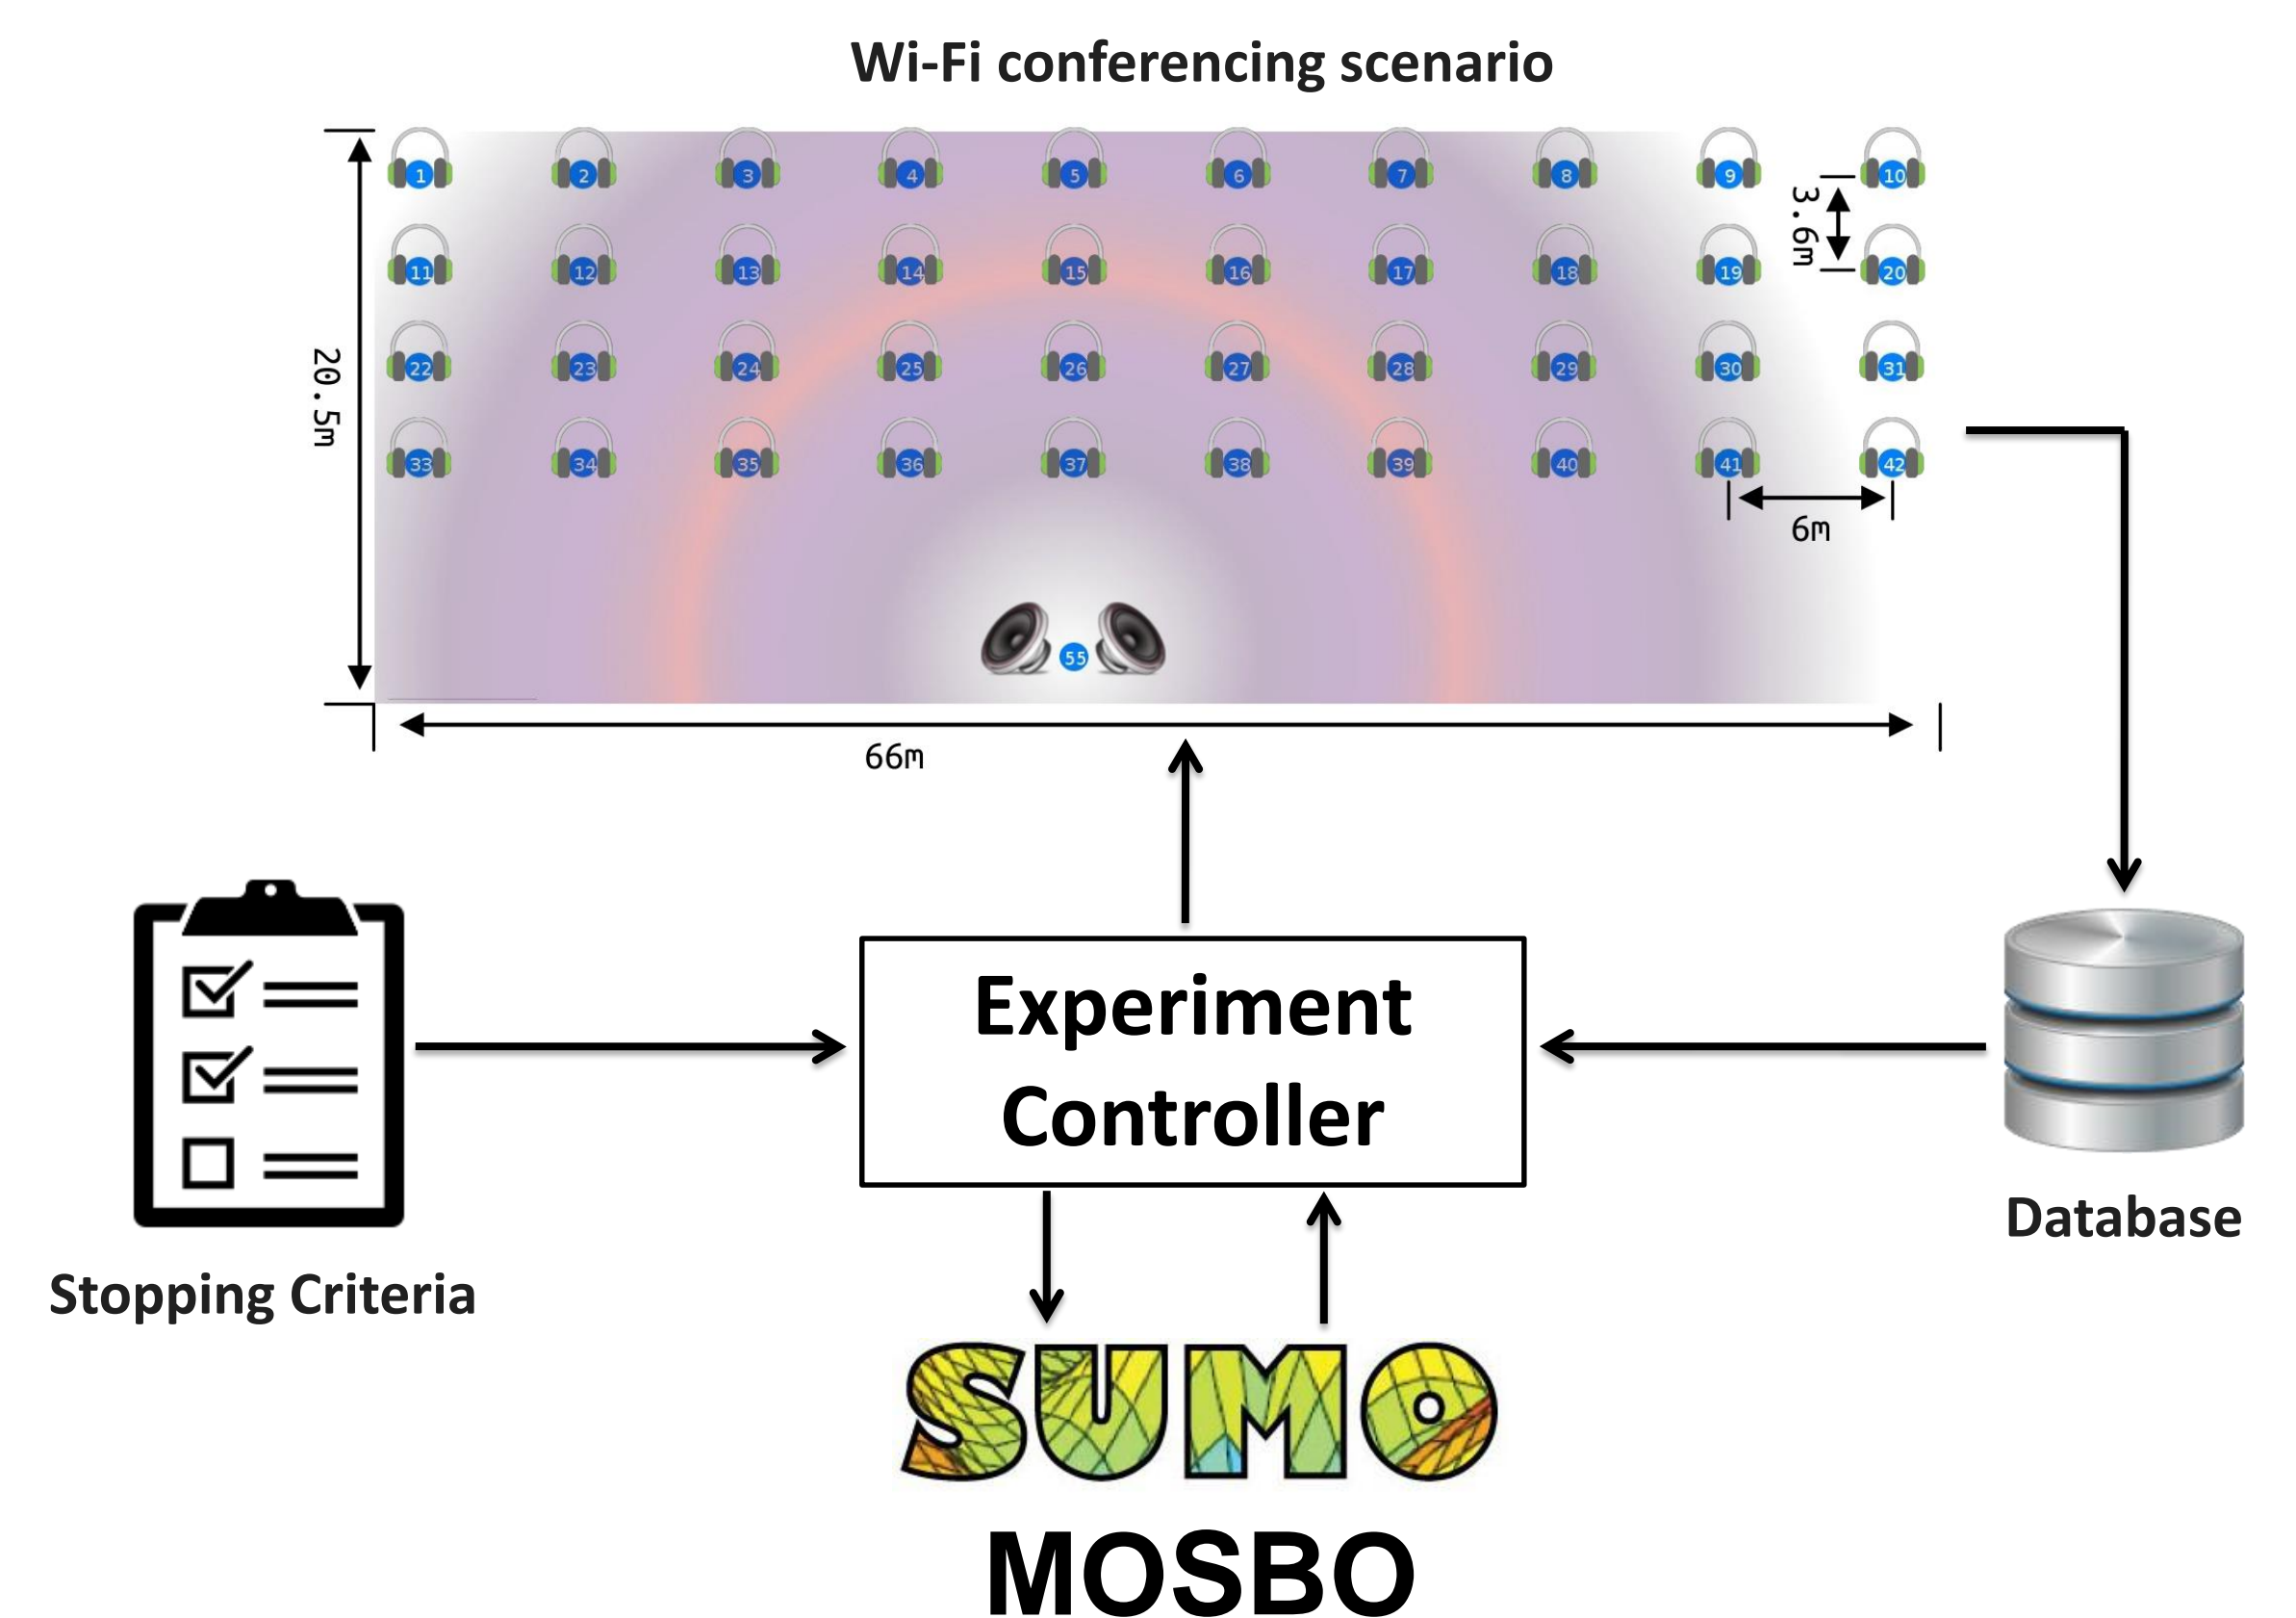 Wi-Fi conferencing scenario
1 2 3 4 5 6 7 8 9 10
3.6m
11 12 13 14 15 16 17 18 19 20
22 23 24 25 26 27 28 29 30 31
20.5m
33 34 35 36 37 38 39 40 41 42
6m
55
66m
Experiment
Controller
Database
Stopping Criteria
SUMO
MOSBO